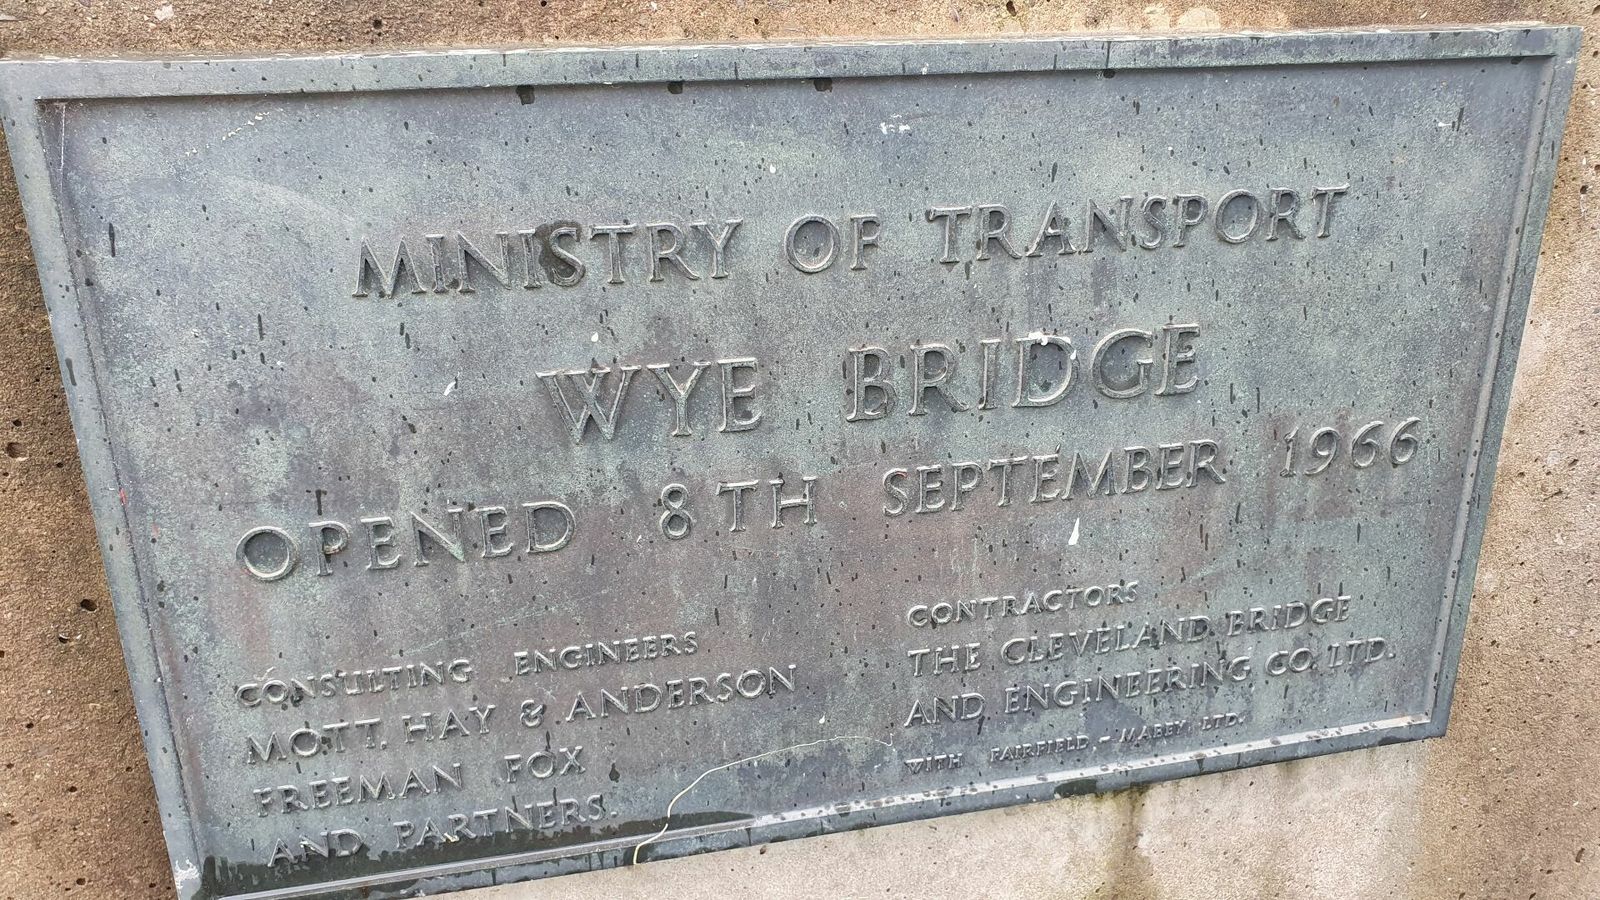 MINISTRY OF TRANSPORT
WYE BRIDGE
OPENED 8TH SEPTEMBER 1966
CONSULTING ENGINEERS
MOTT, HAY & ANDERSON
FREEMAN FOX
AND PARTNERS.
CONTRACTORS
THE CLEVELAND BRIDGE
AND ENGINEERING CO. LTD.
WITH FAIRFIELD - MABEY LTD.